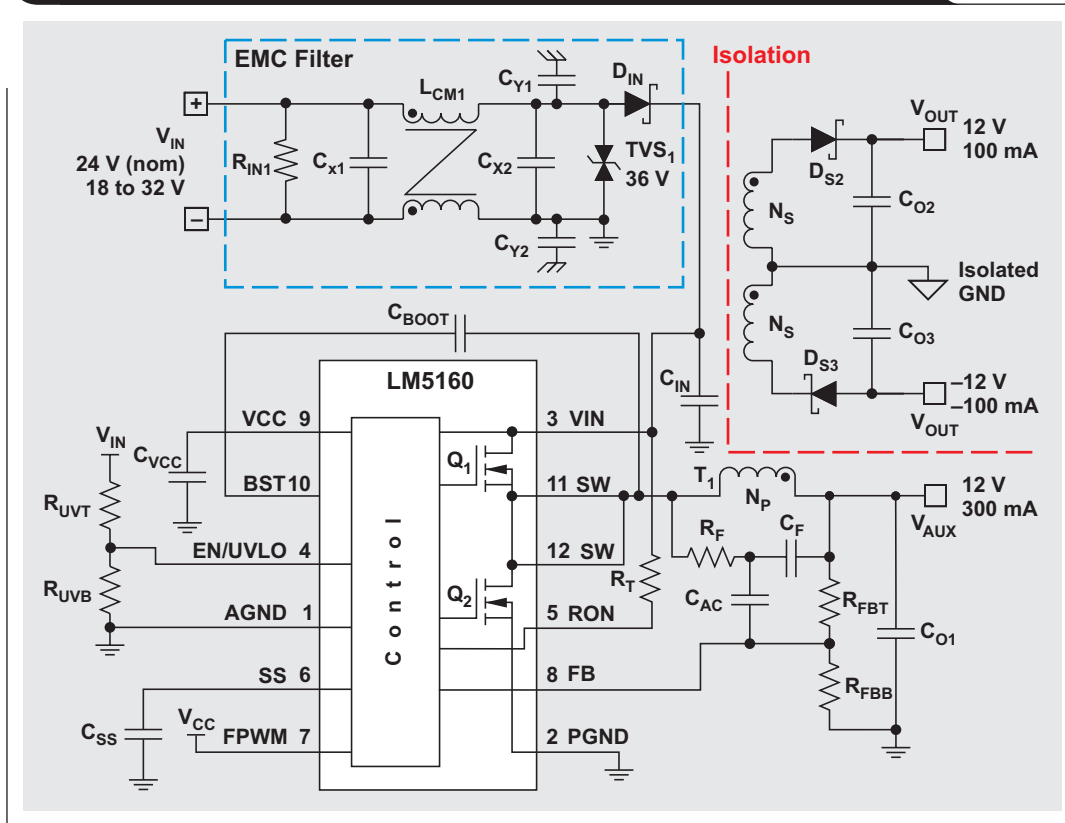 EMC Filter
Isolation
C_Y1
D_IN
L_CM1
+
V_IN
24 V (nom)
18 to 32 V
–
R_IN1
C_x1
C_X2
TVS_1
36 V
C_Y2
V_OUT
12 V
100 mA
D_S2
N_S
C_O2
Isolated
GND
N_S
C_O3
D_S3
–12 V
–100 mA
V_OUT
C_BOOT
C_IN
LM5160
VCC 9
3 VIN
V_IN
C_VCC
Q_1
BST10
11 SW
T_1
N_P
12 V
300 mA
V_AUX
R_UVT
R_F
C_F
EN/UVLO 4
12 SW
Control
R_T
R_UVB
Q_2
C_AC
R_FBT
AGND 1
5 RON
C_O1
SS 6
8 FB
R_FBB
C_SS
V_CC
FPWM 7
2 PGND